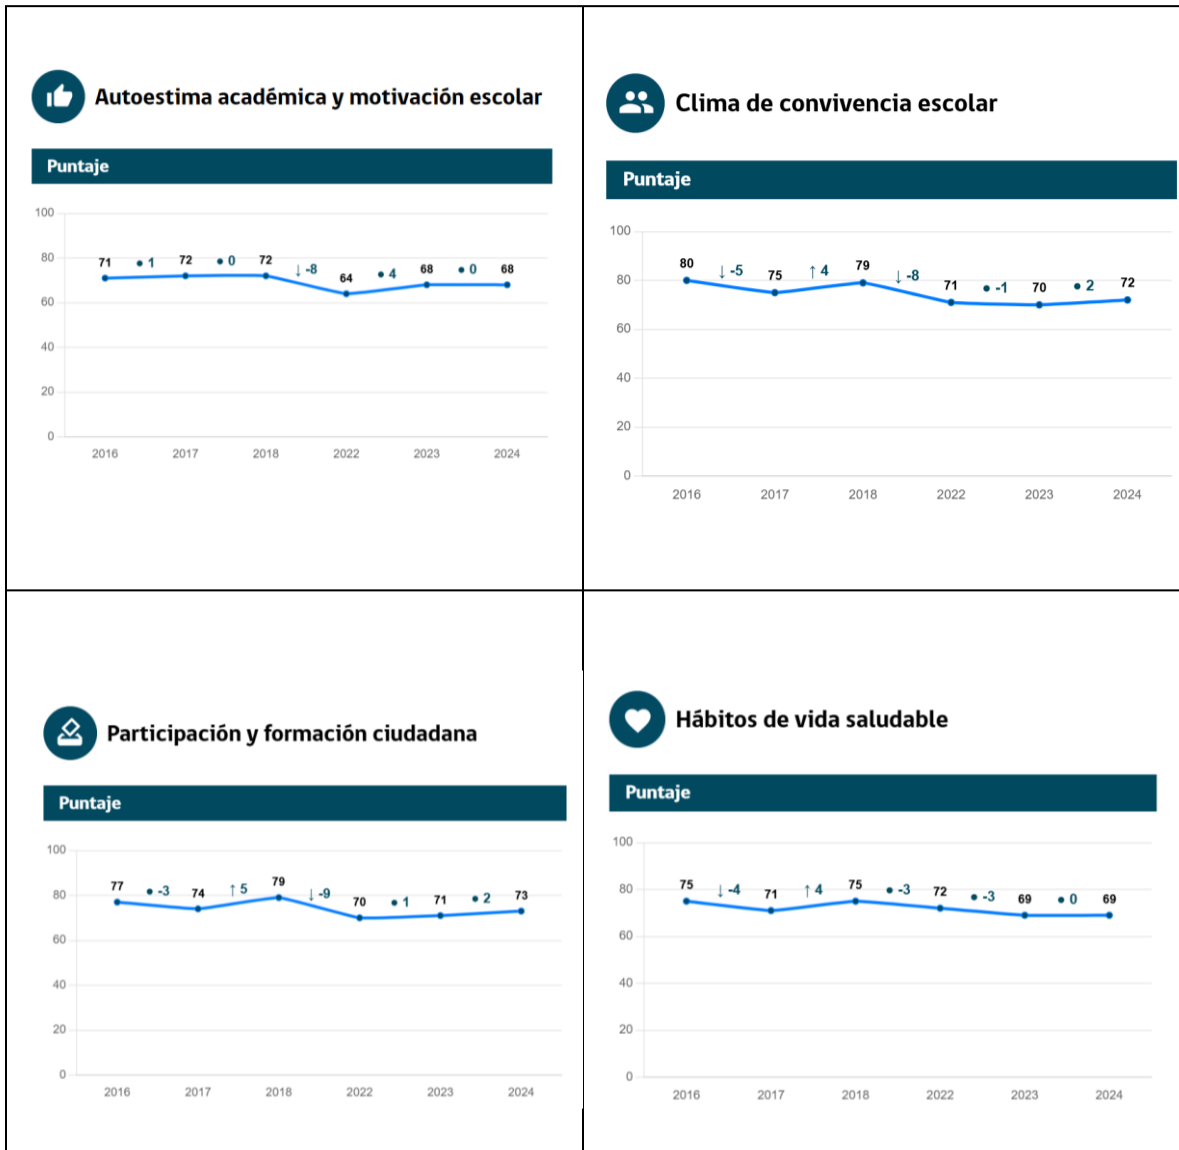 Autoestima académica y motivación escolar
Puntaje
100
80
60
40
20
0
71 • 1 72 • 0 72 ↓ -8 64 • 4 68 • 0 68
2016 2017 2018 2022 2023 2024
Clima de convivencia escolar
Puntaje
100
80
60
40
20
0
80 ↓ -5 75 ↑ 4 79 ↓ -8 71 • -1 70 • 2 72
2016 2017 2018 2022 2023 2024
Participación y formación ciudadana
Puntaje
100
80
60
40
20
0
77 • -3 74 ↑ 5 79 ↓ -9 70 • 1 71 • 2 73
2016 2017 2018 2022 2023 2024
Hábitos de vida saludable
Puntaje
100
80
60
40
20
0
75 ↓ -4 71 ↑ 4 75 • -3 72 • -3 69 • 0 69
2016 2017 2018 2022 2023 2024